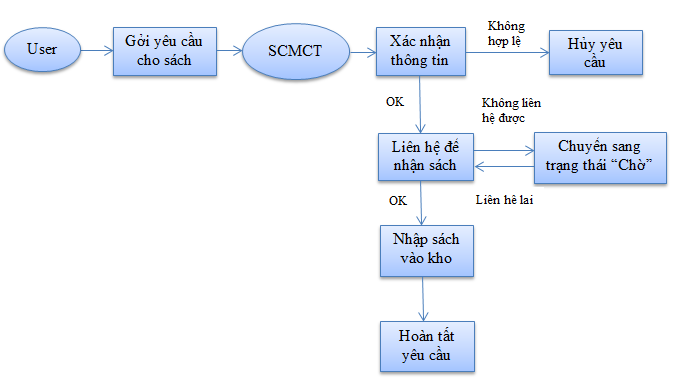 User
Gởi yêu cầu
cho sách
SCMCT
Xác nhận
thông tin
Không
hợp lệ
Hủy yêu
cầu
OK
Không liên
hệ được
Liên hệ để
nhận sách
Chuyển sang
trạng thái “Chờ”
OK
Liên hê lai
Nhập sách
vào kho
Hoàn tất
yêu cầu